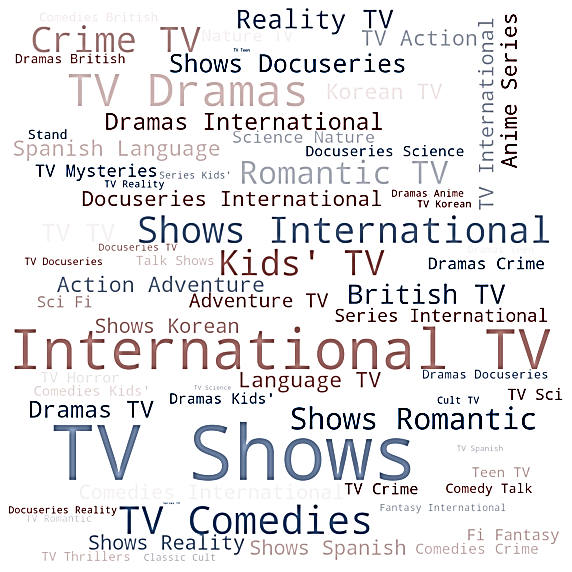 Comedies British
Reality TV
Crime TV
Nature TV
TV Action
TV International
Anime Series
TV Teen
Dramas British
Shows Docuseries
TV Dramas
Korean TV
Dramas International
Stand
Science Nature
Spanish Language
Docuseries Science
TV Mysteries
Series Kids'
Romantic TV
TV Reality
Docuseries International
Dramas Anime
TV Korean
TV TV
Shows International
Docuseries TV
TV Docuseries
Talk Shows
Kids' TV
Dramas Crime
Action Adventure
British TV
Sci Fi
Adventure TV
Series International
Shows Korean
International TV
TV Horror
Language TV
Dramas Docuseries
Comedies Kids'
TV Science
Dramas Kids'
Cult TV
TV Sci
Dramas TV
Shows Romantic
TV Shows
TV Spanish
Teen TV
Comedies International
TV Crime
Comedy Talk
Docuseries Reality
TV Romantic
TV Comedies
Fantasy International
Fi Fantasy
Shows Reality
Shows Spanish
Comedies Crime
TV Thrillers
Classic Cult